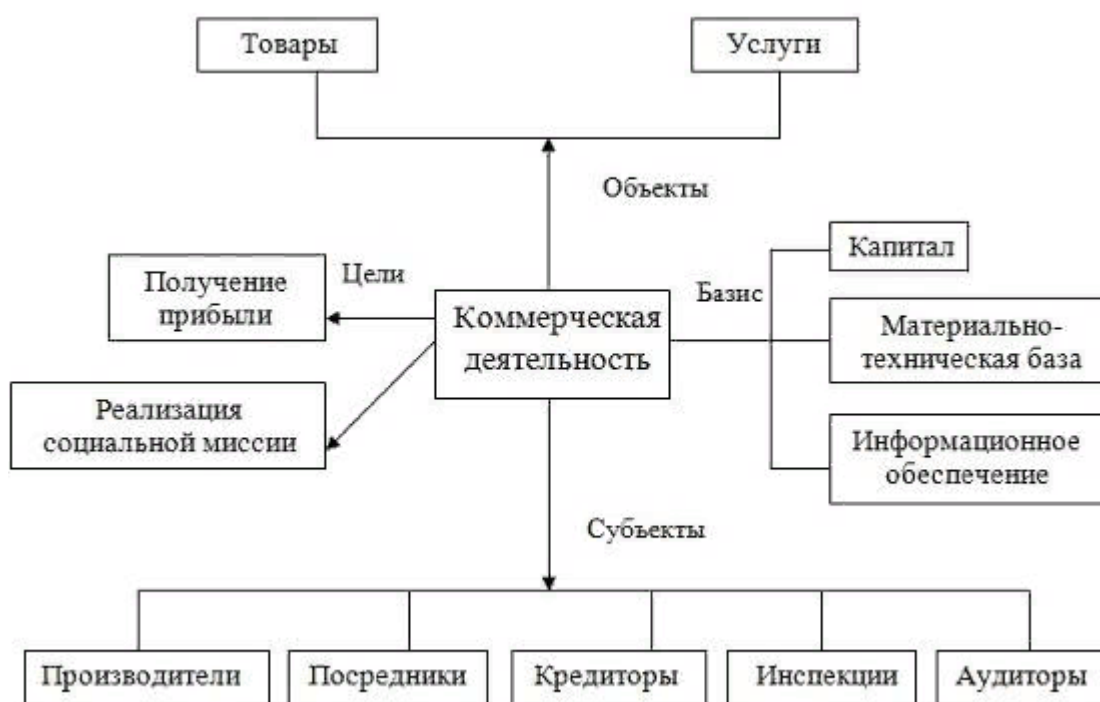 Товары
Услуги
Объекты
Капитал
Получение
прибыли
Цели
Коммерческая
деятельность
Базис
Материально-
техническая база
Реализация
социальной миссии
Информационное
обеспечение
Субъекты
Производители
Посредники
Кредиторы
Инспекции
Аудиторы